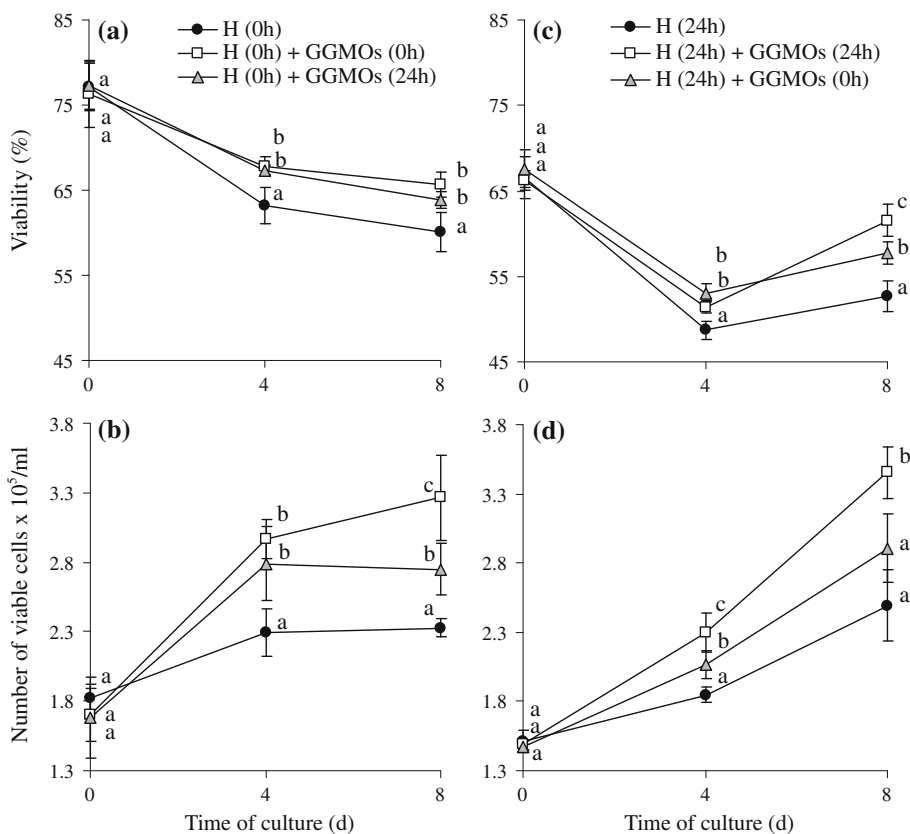 (a)
H (0h)
H (0h) + GGMOs (0h)
H (0h) + GGMOs (24h)
Viability (%)
85
75
65
55
45
0
4
8
a
a
a
b
b
a
b
b
a
(c)
H (24h)
H (24h) + GGMOs (24h)
H (24h) + GGMOs (0h)
85
75
65
55
45
0
4
8
a
a
a
b
b
a
c
b
a
(b)
Number of viable cells x 10⁵/ml
3.8
3.3
2.8
2.3
1.8
1.3
0
4
8
a
a
a
b
b
a
c
b
a
Time of culture (d)
(d)
3.8
3.3
2.8
2.3
1.8
1.3
0
4
8
a
a
a
c
b
a
b
a
a
Time of culture (d)